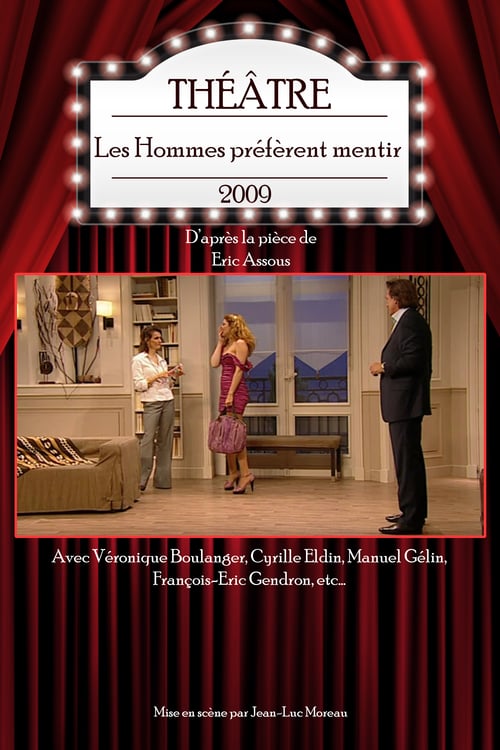 THÉÂTRE
Les Hommes préfèrent mentir
2009
D'après la pièce de
Eric Assous
Avec Véronique Boulanger, Cyrille Eldin, Manuel Gélin,
François-Eric Gendron, etc...
Mise en scène par Jean-Luc Moreau